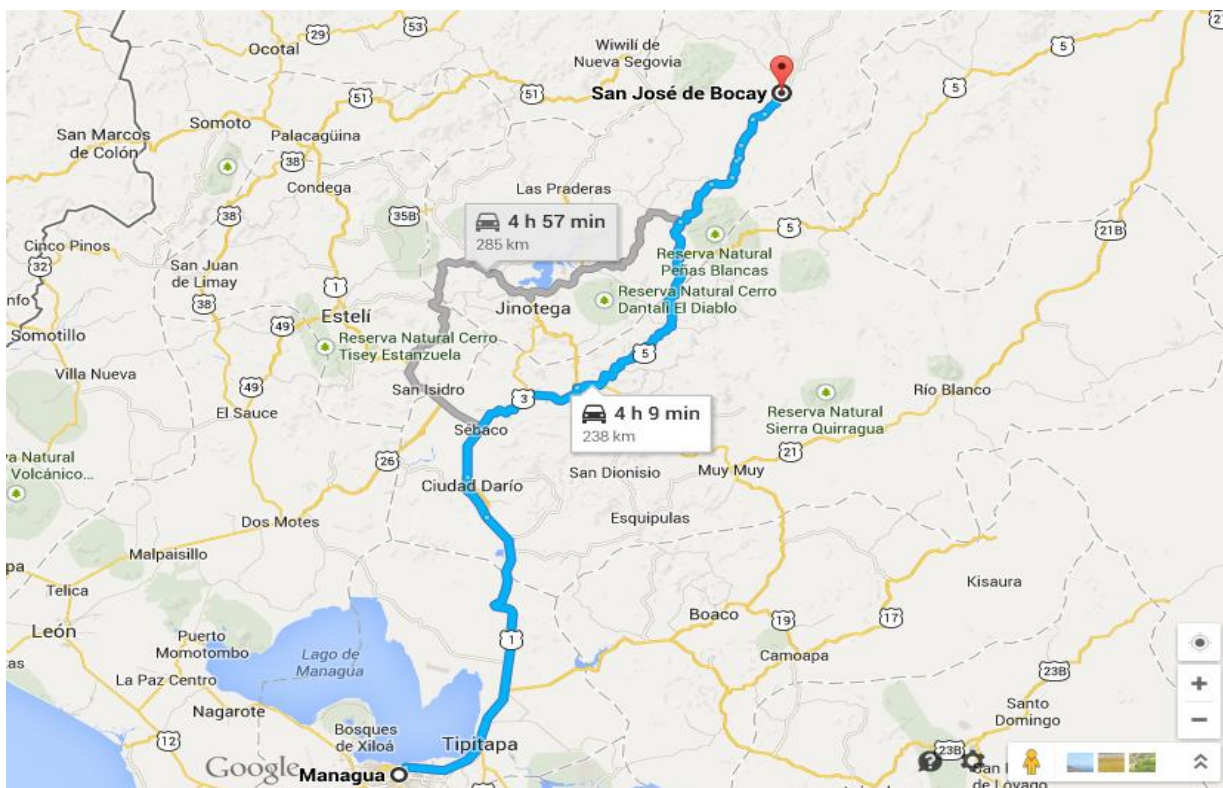 Ocotal
29
53
Wiwilí de
Nueva Segovia
5
San José de Bocay
51
51
5
San Marcos
de Colón
Somoto
Palacagüina
38
Condega
Las Praderas
35B
4 h 57 min
285 km
38
5
21B
Cinco Pinos
32
San Juan
de Limay
Reserva Natural
Peñas Blancas
1
38
Jinotega
Reserva Natural Cerro
Dantali El Diablo
Estelí
49
Somotillo
Reserva Natural Cerro
Tisey Estanzuela
5
Villa Nueva
49
San Isidro
3
Río Blanco
El Sauce
4 h 9 min
238 km
Reserva Natural
Sierra Quirragua
Sébaco
26
21
San Dionisio
Muy Muy
Volcánico...
Ciudad Darío
Dos Motes
Esquipulas
Malpaisillo
Kisaura
Telica
Boaco
León
Puerto
Momotombo
Lago de
Managua
1
19
17
Camoapa
La Paz Centro
23B
Nagarote
Santo
Domingo
Bosques
de Xiloá
12
Tipitapa
23B
Google
Managua